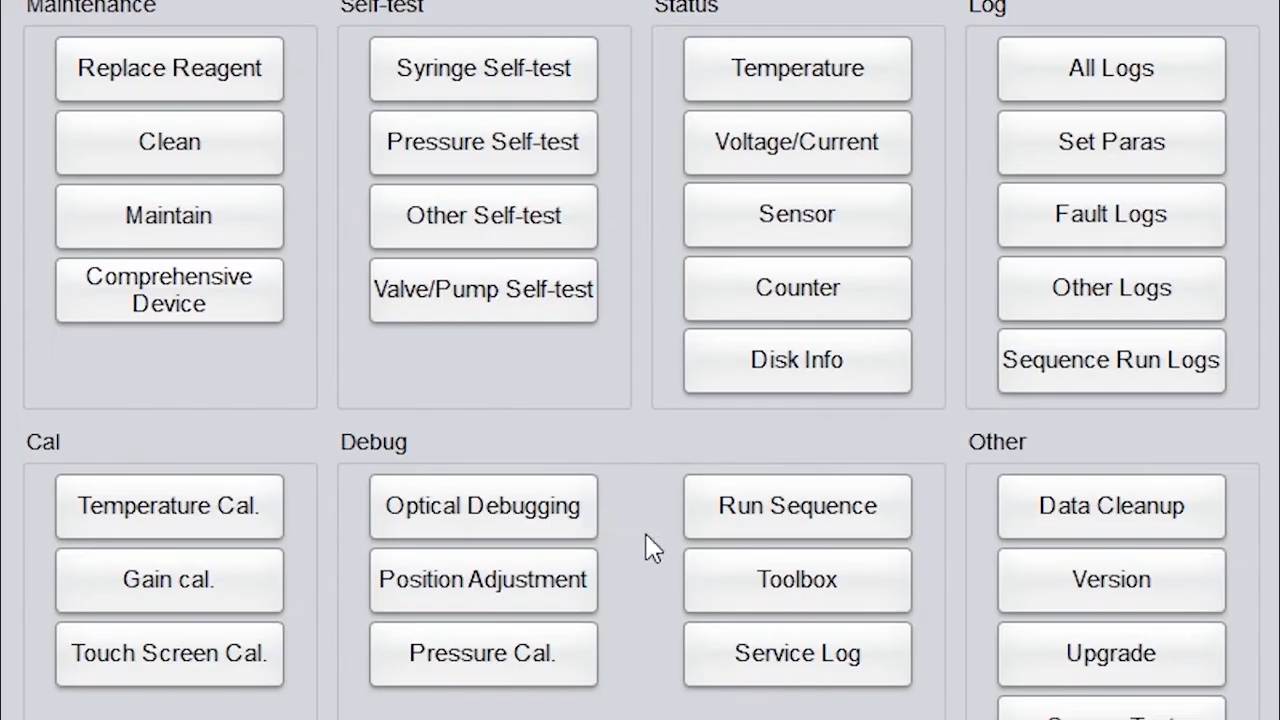 Maintenance
Self-test
Status
Log
Replace Reagent
Clean
Maintain
Comprehensive
Device
Syringe Self-test
Pressure Self-test
Other Self-test
Valve/Pump Self-test
Temperature
Voltage/Current
Sensor
Counter
Disk Info
All Logs
Set Paras
Fault Logs
Other Logs
Sequence Run Logs
Cal
Debug
Other
Temperature Cal.
Gain cal.
Touch Screen Cal.
Optical Debugging
Position Adjustment
Pressure Cal.
Run Sequence
Toolbox
Service Log
Data Cleanup
Version
Upgrade